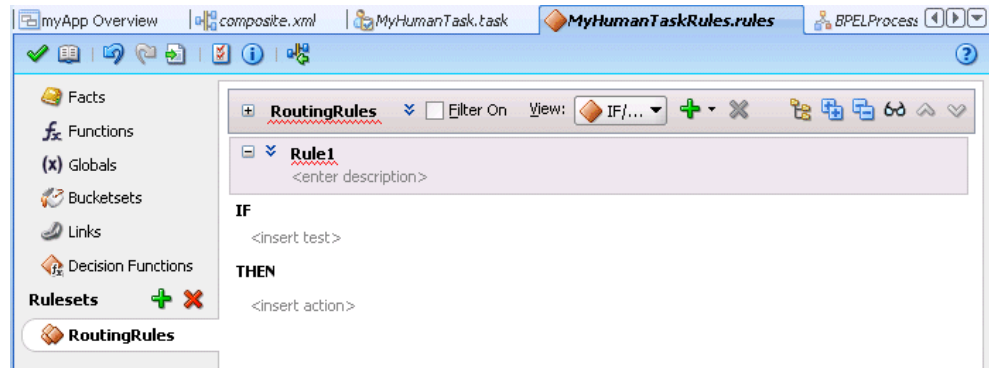 myApp Overview composite.xml MyHumanTask.task MyHumanTaskRules.rules BPELProcess
Facts
fx Functions
(x) Globals
Bucketsets
Links
Decision Functions
Rulesets
RoutingRules
RoutingRules Filter On View: IF/...
Rule1
<enter description>
IF
<insert test>
THEN
<insert action>